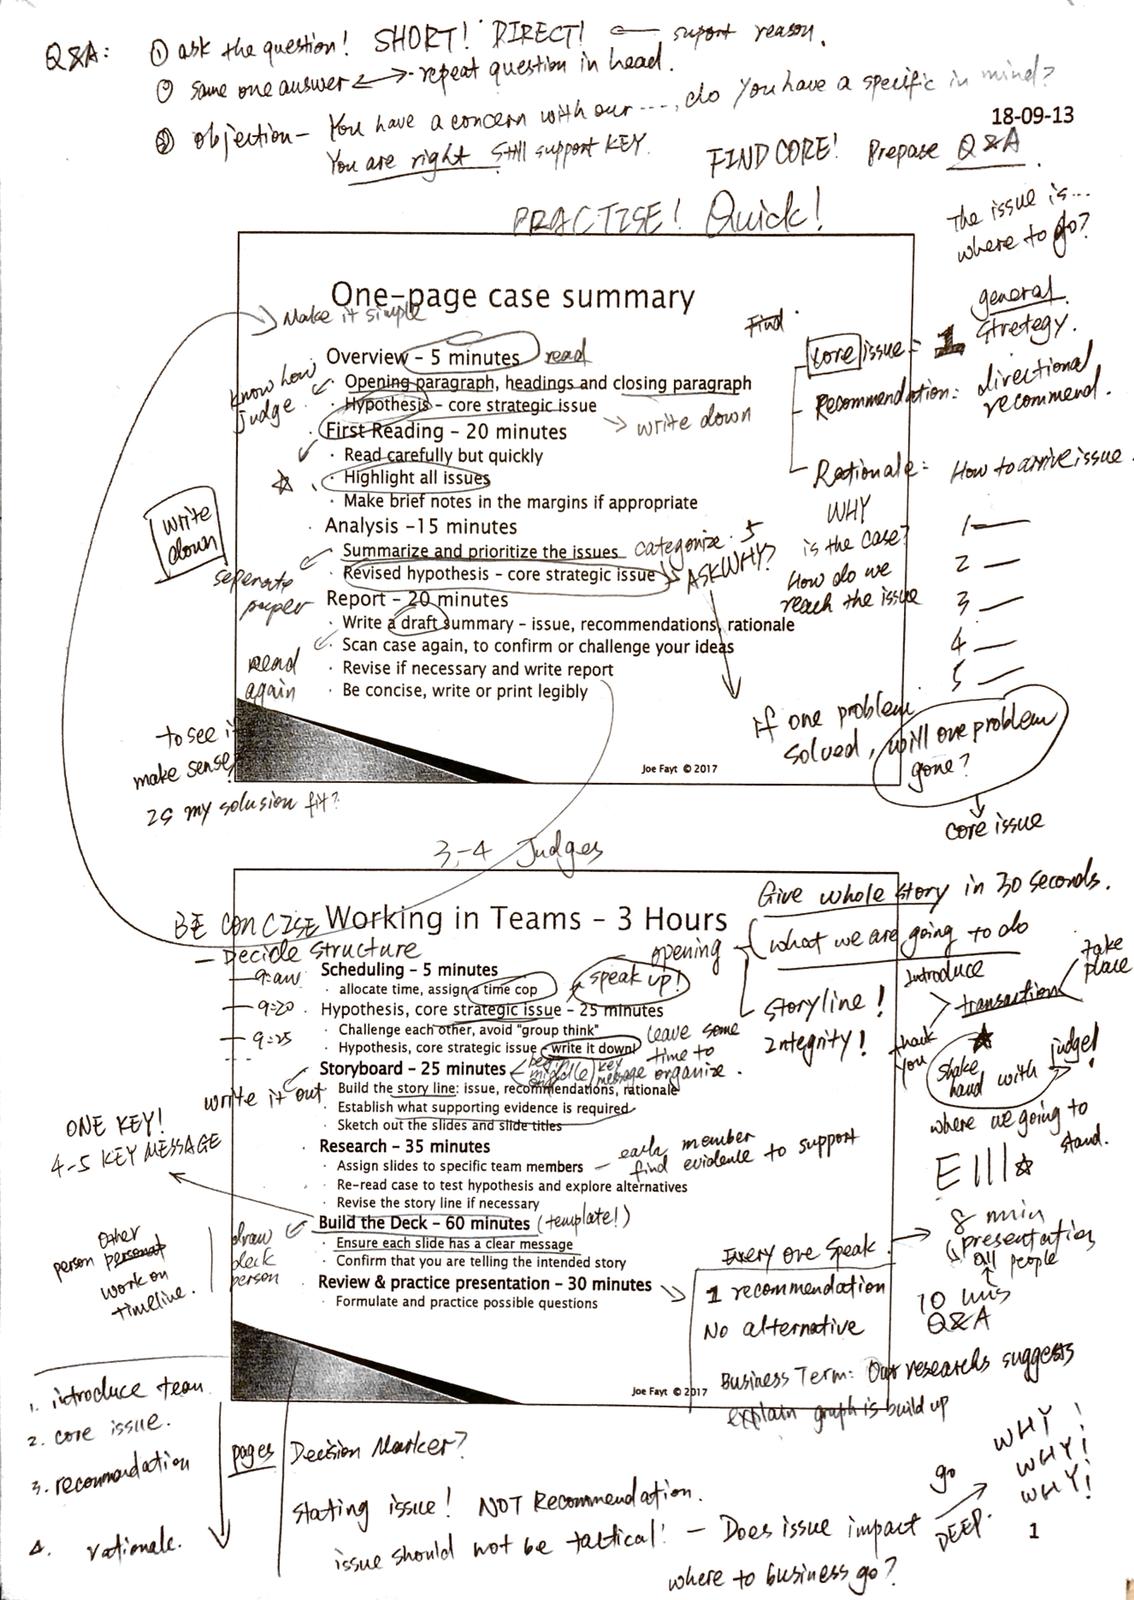 Q&A: ① ask the question! SHORT! DIRECT! ← suport reason.
② same one answer ↔ repeat question in head.
③ objection - You have a concern with our ----, do you have a specific in mind?
18-09-13
You are right Still support KEY.
FIND CORE! Prepase Q&A.
PRACTISE! Quick!
The issue is...
where to go?
One-page case summary
Make it simple
Find
core issue = 1 general stretegy.
Overview - 5 minutes read
know how judge.
· Opening paragraph, headings and closing paragraph
Recommendation: directional recommend.
· Hypothesis - core strategic issue
→ write down
First Reading - 20 minutes
· Read carefully but quickly
Rationale: How to arrive issue.
☆ · Highlight all issues
· Make brief notes in the margins if appropriate
WHY
is the case?
How do we
reach the issue
1 —
2 —
3 —
4 —
5 —
write down
Analysis -15 minutes
· Summarize and prioritize the issues categorize. 5
· Revised hypothesis - core strategic issue → ASK WHY?
seperate paper
Report - 20 minutes
· Write a draft summary - issue, recommendations, rationale
· Scan case again, to confirm or challenge your ideas
read again
· Revise if necessary and write report
· Be concise, write or print legibly
to see if
make sense?
Is my solusion fit?
if one problem
solved, will one problem
gone?
↓
core issue
Joe Fayt © 2017
3-4 Judges
Give whole story in 30 seconds.
BE CONCISE
Working in Teams - 3 Hours
opening
what we are going to do
- Decide structure
Scheduling - 5 minutes
· allocate time, assign a time cop
speak up!
storyline!
Integrity!
Introduce
thank you
transaction
take place
9:20
Hypothesis, core strategic issue - 25 minutes
· Challenge each other, avoid "group think"
9:25
· Hypothesis, core strategic issue - write it down
leave some time to organize.
☆ shake hand with judge!
Storyboard - 25 minutes
key message
write it out
· Build the story line: issue, recommendations, rationale
· Establish what supporting evidence is required
· Sketch out the slides and slide titles
where we going to stand.
E|||☆
ONE KEY!
4-5 KEY MESSAGE
Research - 35 minutes
· Assign slides to specific team members
member find evidence to support
· Re-read case to test hypothesis and explore alternatives
· Revise the story line if necessary
Build the Deck - 60 minutes (template!)
draw deck person
· Ensure each slide has a clear message
· Confirm that you are telling the intended story
Other
person personat
work on
timeline.
Every one speak.
→ 8 min presentation
all people
10 mins Q&A
Review & practice presentation - 30 minutes
· Formulate and practice possible questions
1 recommendation
No alternative
Business Term: Our researchs suggests
explain graph is build up
Joe Fayt © 2017
1. introduce team
2. core issue.
3. recommandation
4. rationale.
pages
Decision Marker?
stating issue! NOT Recommendation.
issue should not be tactical! - Does issue impact
where to business go?
go DEEP.
WHY!
WHY!
WHY!
1